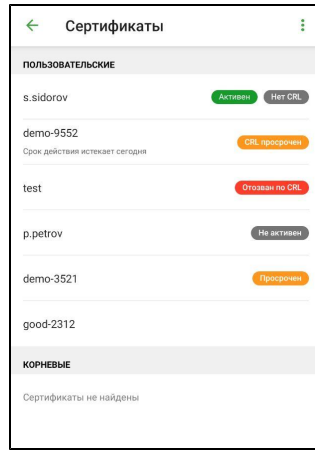 Сертификаты
ПОЛЬЗОВАТЕЛЬСКИЕ
s.sidorov Активен Нет CRL
demo-9552 CRL просрочен
Срок действия истекает сегодня
test Отозван по CRL
p.petrov Не активен
demo-3521 Просрочен
good-2312
КОРНЕВЫЕ
Сертификаты не найдены